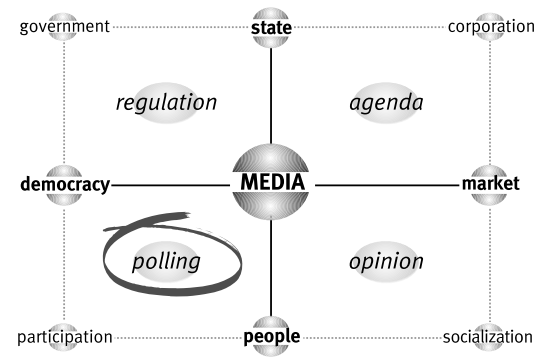 government
state
corporation
regulation
agenda
democracy
MEDIA
market
polling
opinion
participation
people
socialization